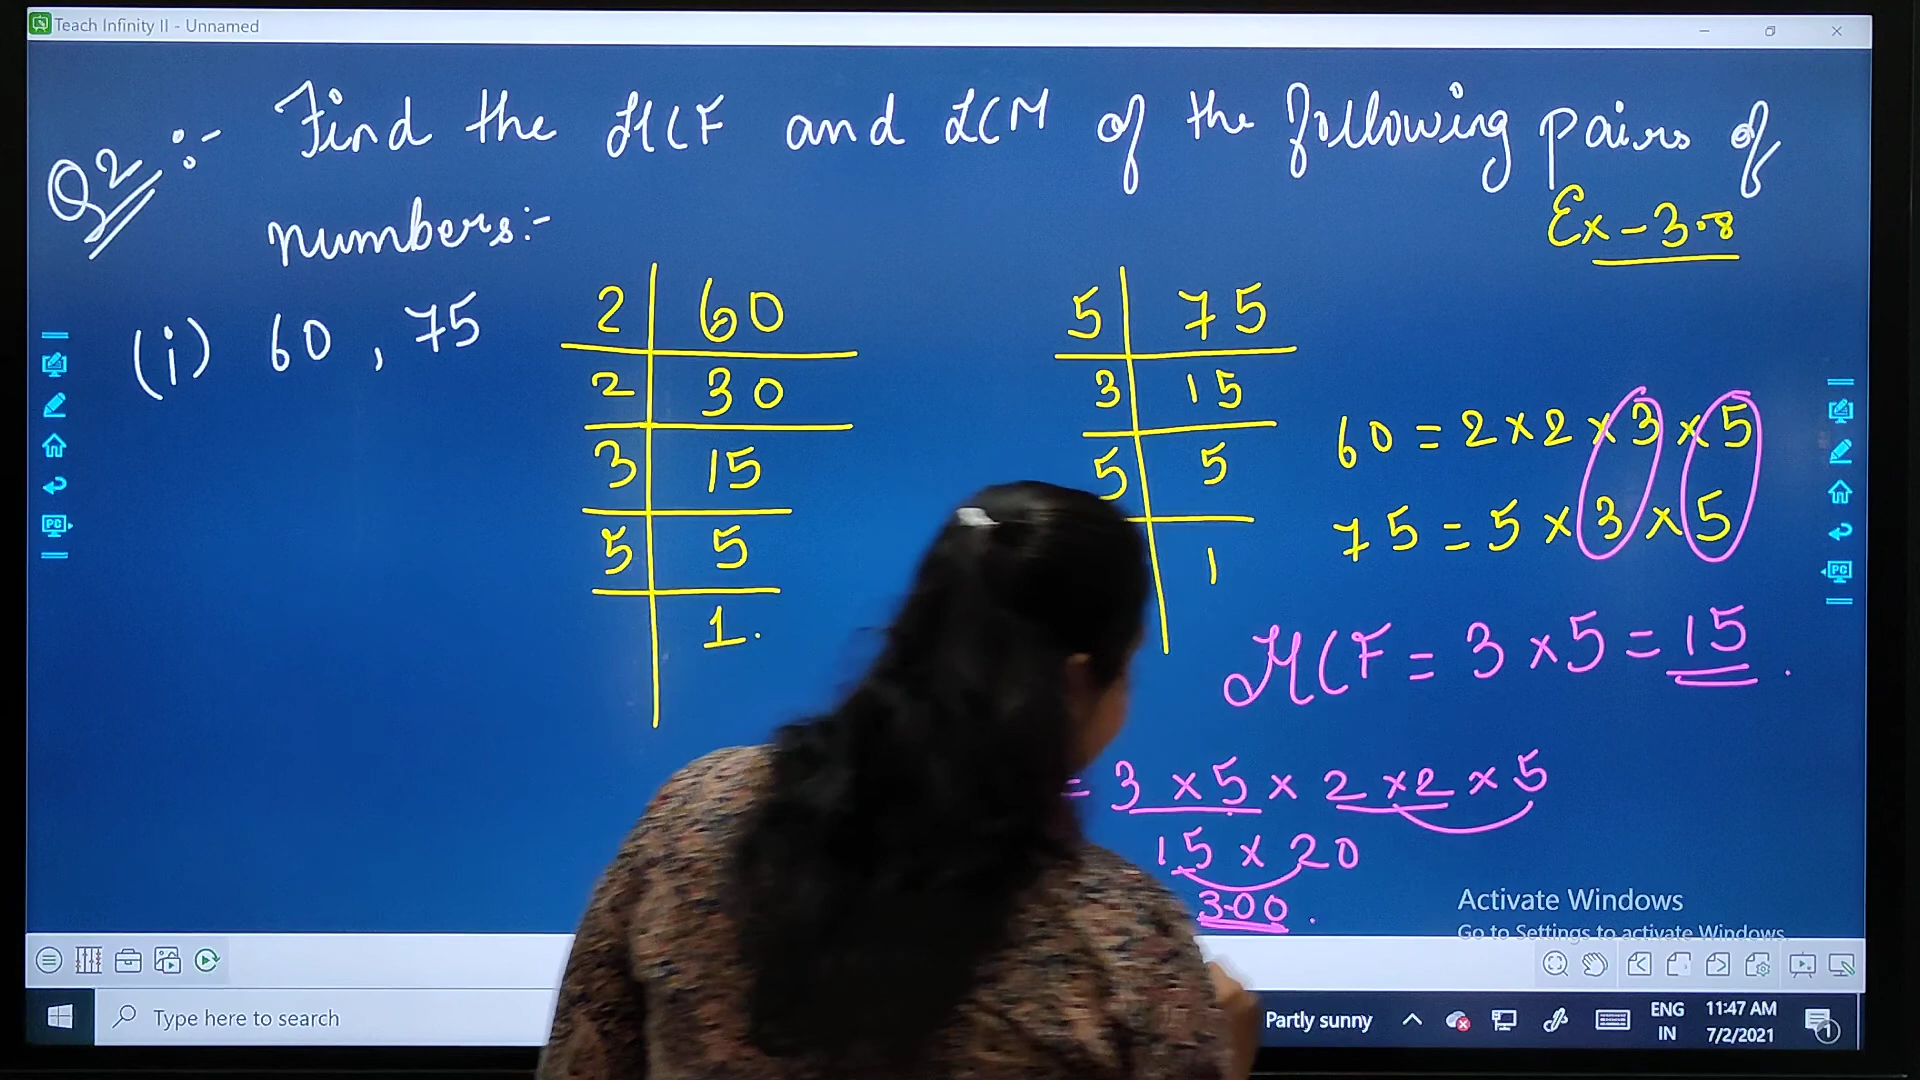 Teach Infinity II - Unnamed
Q2 :- Find the HCF and LCM of the following pairs of
numbers:-
Ex - 3.8
(i) 60 , 75
2 | 60
2 | 30
3 | 15
5 | 5
1.
5 | 75
3 | 15
5 | 5
1
60 = 2 × 2 × 3 × 5
75 = 5 × 3 × 5
HCF = 3 × 5 = 15 .
= 3 × 5 × 2 × 2 × 5
15 × 20
300 .
Activate Windows
Go to Settings to activate Windows.
PC
PC
Type here to search
Partly sunny
ENG
IN
11:47 AM
7/2/2021
1